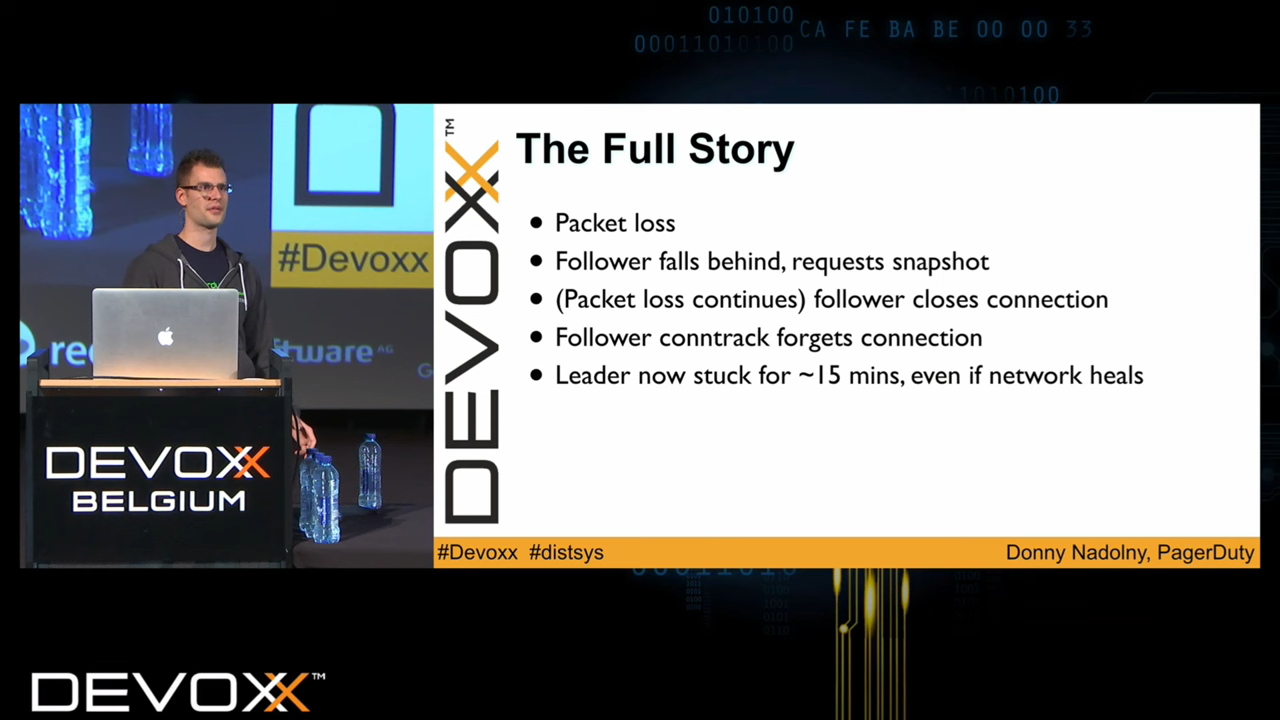 010100
00011010100
CA FE BA BE 00 00 33
1010100
DEVOXX™
The Full Story
• Packet loss
• Follower falls behind, requests snapshot
• (Packet loss continues) follower closes connection
• Follower conntrack forgets connection
• Leader now stuck for ~15 mins, even if network heals
#Devoxx #distsys
Donny Nadolny, PagerDuty
#Devoxx
DEVOXX
BELGIUM
DEVOXX™